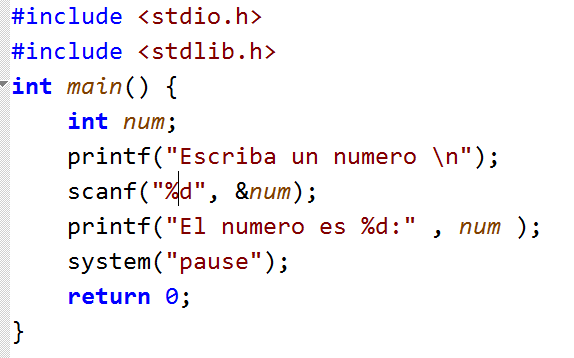 #include <stdio.h>
#include <stdlib.h>
int main() {
    int num;
    printf("Escriba un numero \n");
    scanf("%d", &num);
    printf("El numero es %d:" , num );
    system("pause");
    return 0;
}